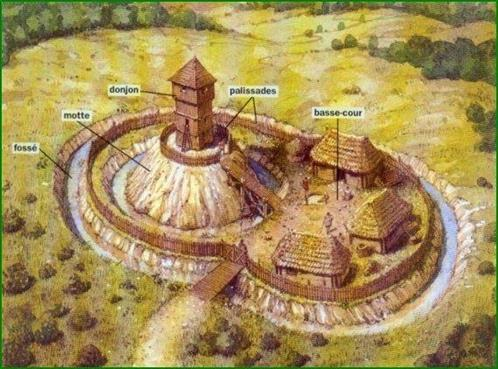 donjon
palissades
motte
basse-cour
fossé